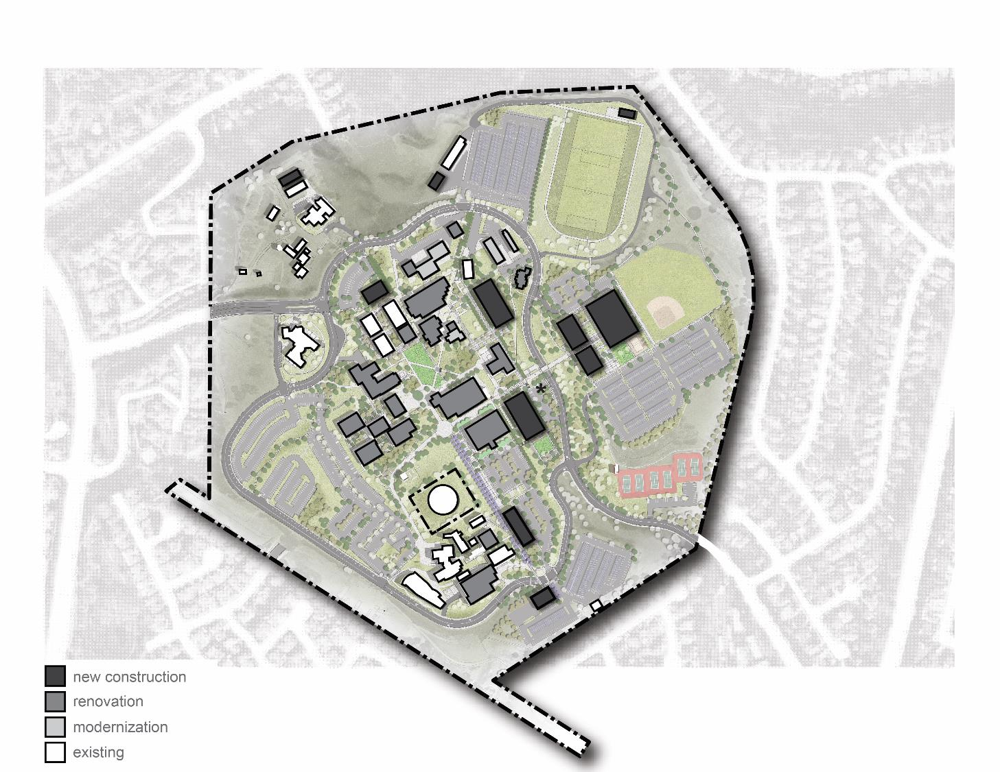 *
new construction
renovation
modernization
existing